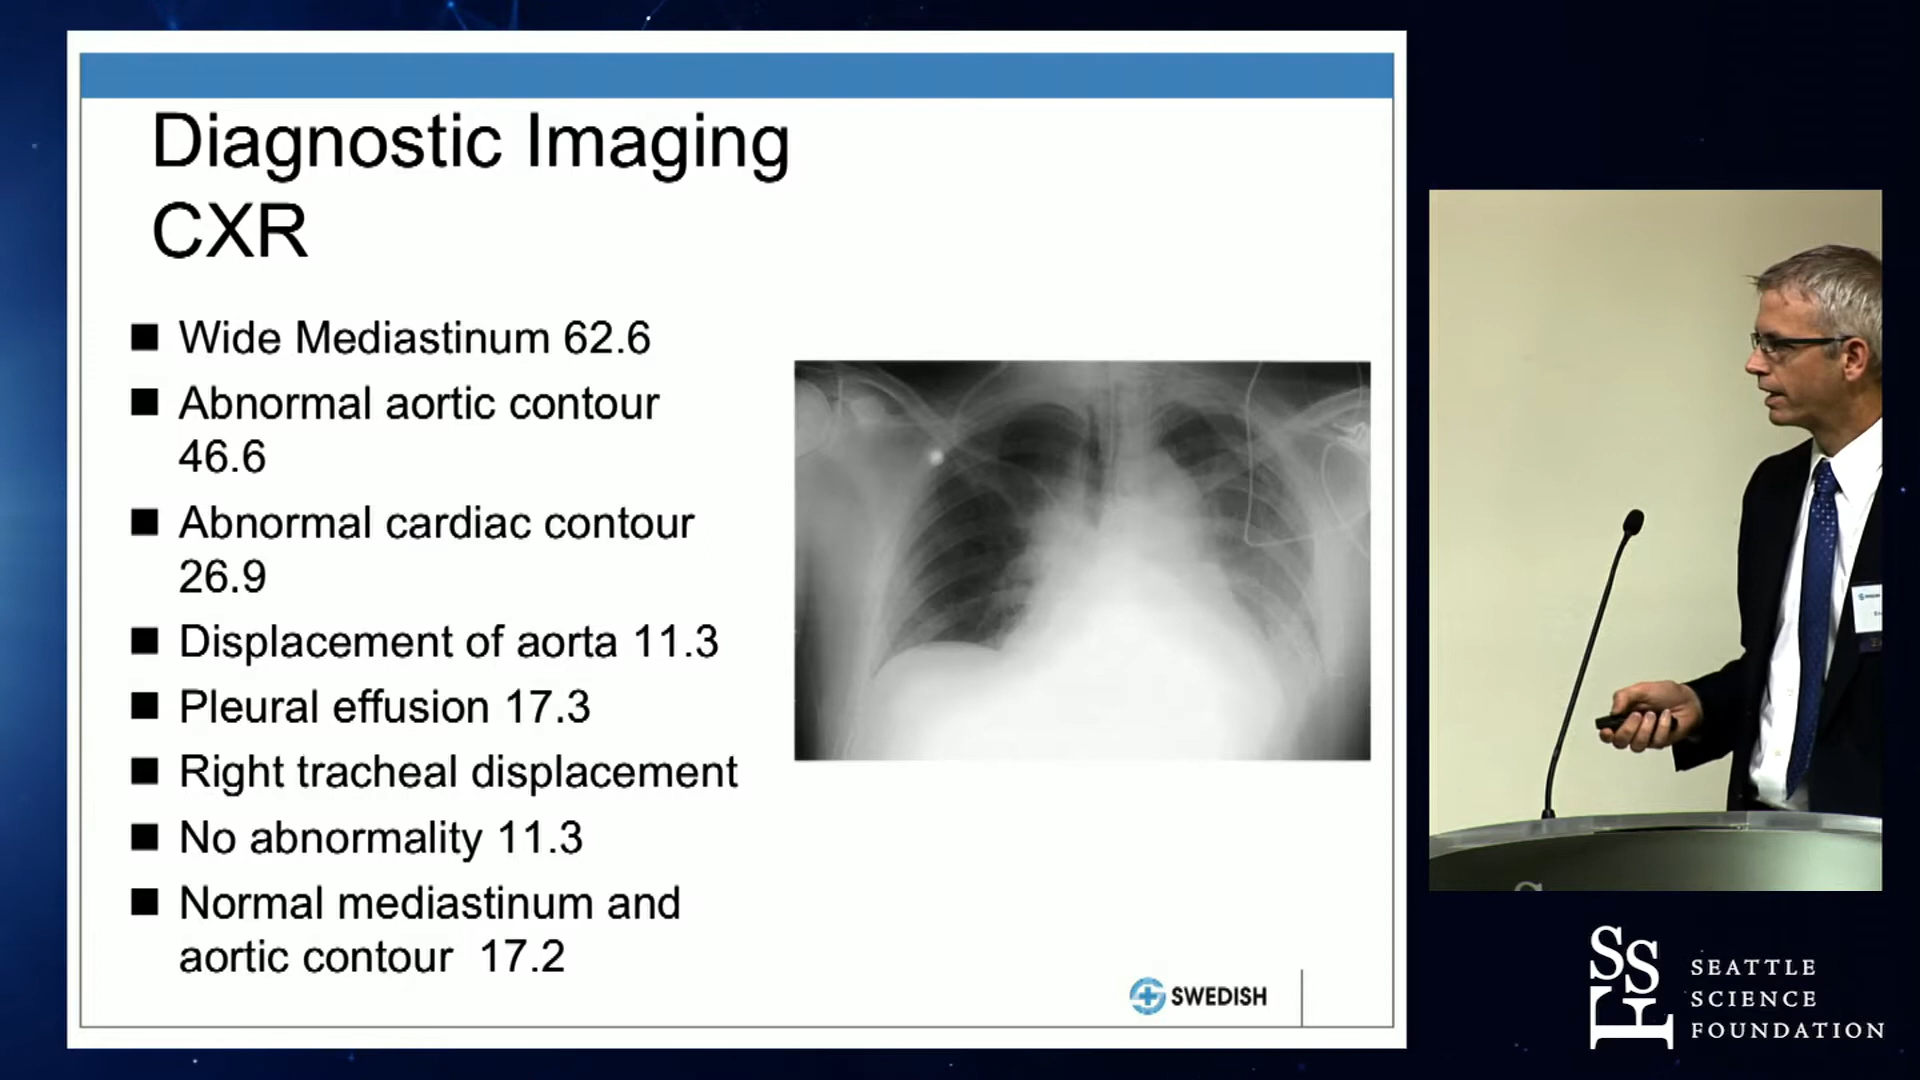 Diagnostic Imaging
CXR
Wide Mediastinum 62.6
Abnormal aortic contour
46.6
Abnormal cardiac contour
26.9
Displacement of aorta 11.3
Pleural effusion 17.3
Right tracheal displacement
No abnormality 11.3
Normal mediastinum and
aortic contour 17.2
SWEDISH
SSF
SEATTLE
SCIENCE
FOUNDATION